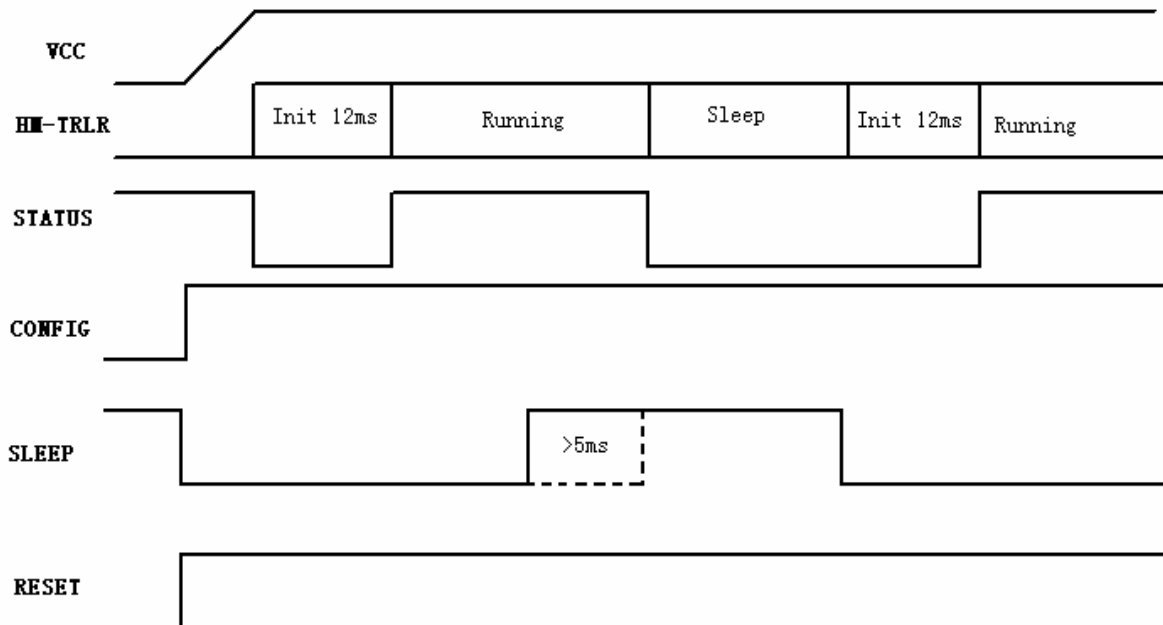 VCC
HM-TRLR
Init 12ms
Running
Sleep
Init 12ms
Running
STATUS
CONFIG
SLEEP
>5ms
RESET